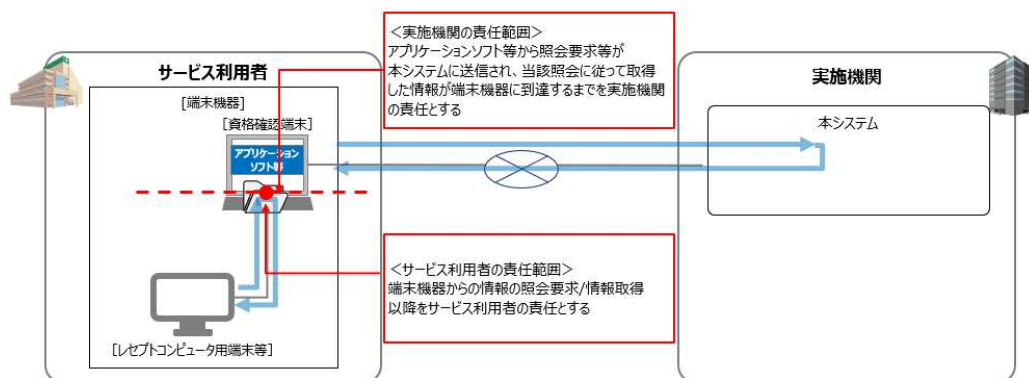 ＜実施機関の責任範囲＞
アプリケーションソフト等から照会要求等が
本システムに送信され、当該照会に従って取得
した情報が端末機器に到達するまでを実施機関
の責任とする
サービス利用者
[端末機器]
[資格確認端末]
アプリケーション
ソフト等
実施機関
本システム
＜サービス利用者の責任範囲＞
端末機器からの情報の照会要求/情報取得
以降をサービス利用者の責任とする
[レセプトコンピュータ用端末等]